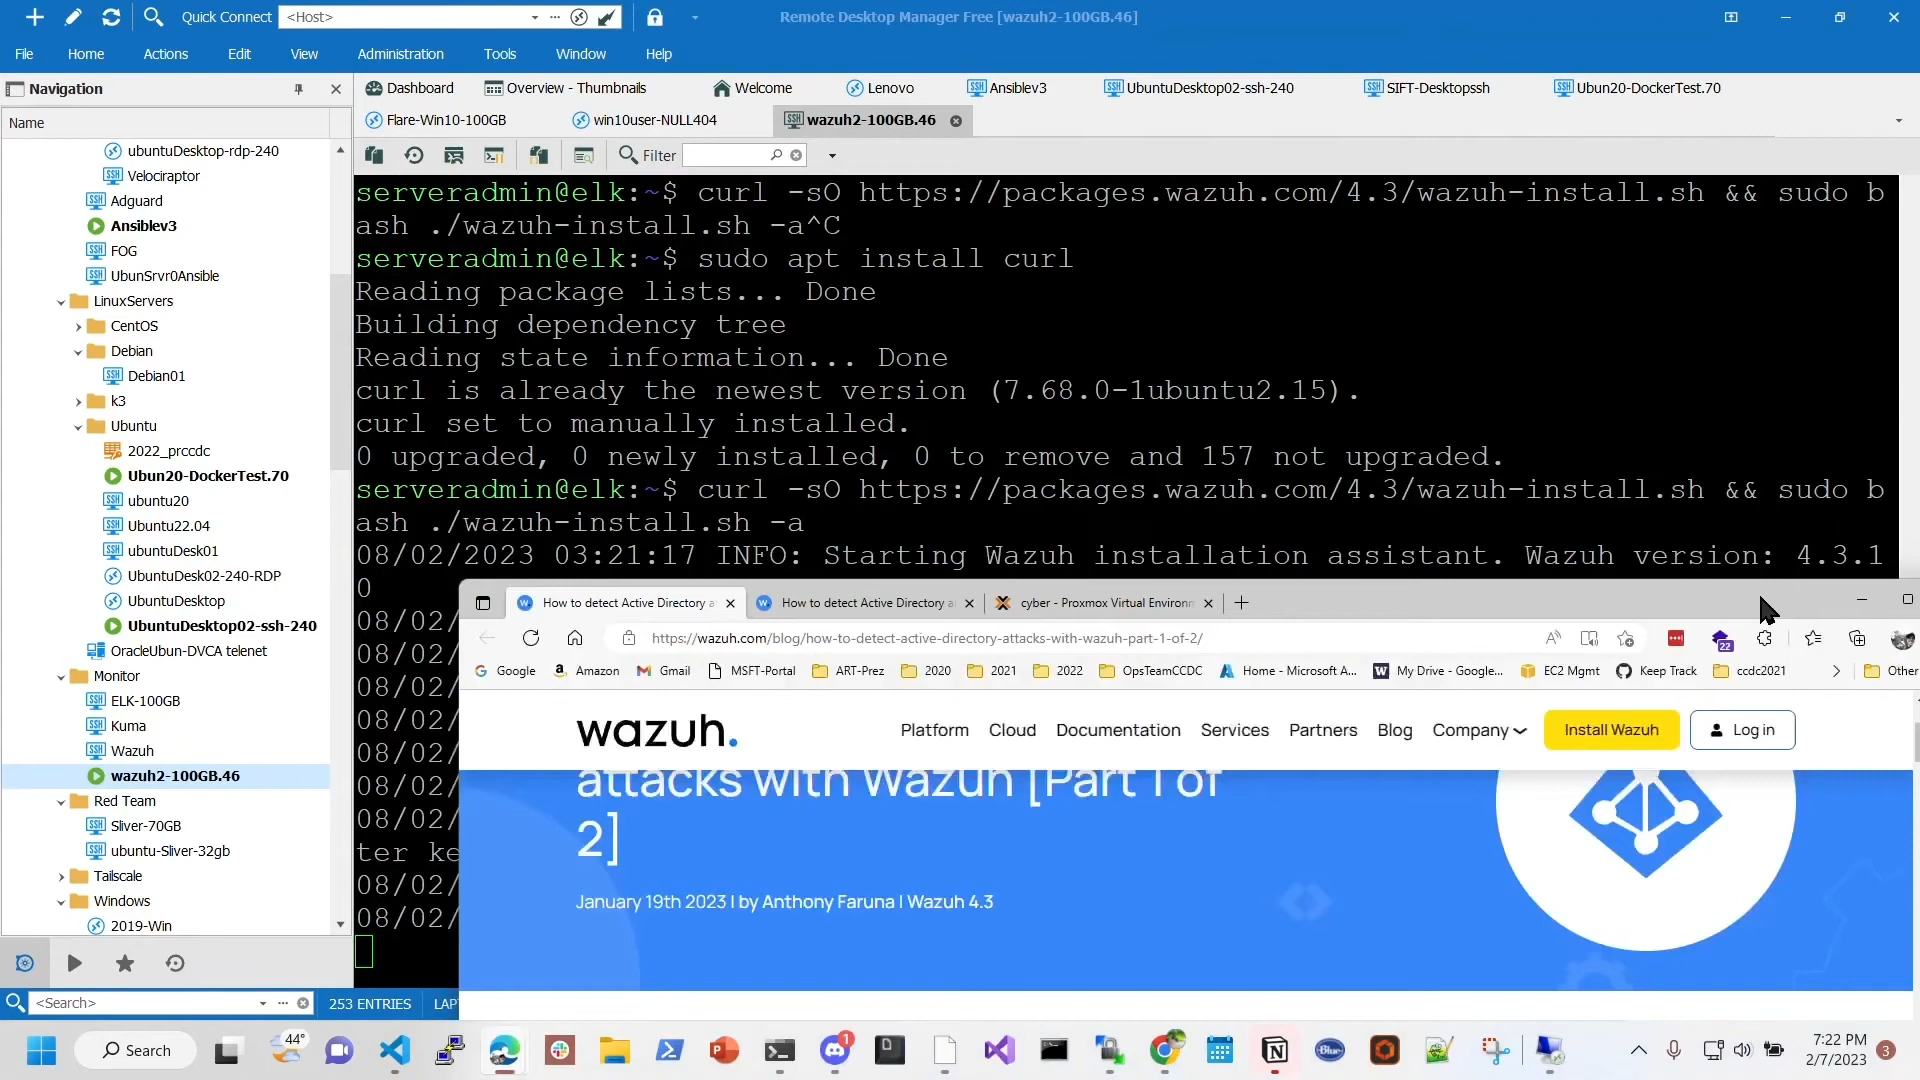 Quick Connect
<Host>
Remote Desktop Manager Free [wazuh2-100GB.46]
File Home Actions Edit View Administration Tools Window Help
Navigation
Name
ubuntuDesktop-rdp-240
Velociraptor
Adguard
Ansiblev3
FOG
UbunSrvr0Ansible
LinuxServers
CentOS
Debian
Debian01
k3
Ubuntu
2022_prccdc
Ubun20-DockerTest.70
ubuntu20
Ubuntu22.04
ubuntuDesk01
UbuntuDesk02-240-RDP
UbuntuDesktop
UbuntuDesktop02-ssh-240
OracleUbun-DVCA telenet
Monitor
ELK-100GB
Kuma
Wazuh
wazuh2-100GB.46
Red Team
Sliver-70GB
ubuntu-Sliver-32gb
Tailscale
Windows
2019-Win
<Search>
253 ENTRIES
LAP
Dashboard Overview - Thumbnails Welcome Lenovo Ansiblev3 UbuntuDesktop02-ssh-240 SIFT-Desktopssh Ubun20-DockerTest.70
Flare-Win10-100GB win10user-NULL404 wazuh2-100GB.46
Filter
serveradmin@elk:~$ curl -sO https://packages.wazuh.com/4.3/wazuh-install.sh && sudo b
ash ./wazuh-install.sh -a^C
serveradmin@elk:~$ sudo apt install curl
Reading package lists... Done
Building dependency tree
Reading state information... Done
curl is already the newest version (7.68.0-1ubuntu2.15).
curl set to manually installed.
0 upgraded, 0 newly installed, 0 to remove and 157 not upgraded.
serveradmin@elk:~$ curl -sO https://packages.wazuh.com/4.3/wazuh-install.sh && sudo b
ash ./wazuh-install.sh -a
08/02/2023 03:21:17 INFO: Starting Wazuh installation assistant. Wazuh version: 4.3.1
0
08/02/
08/02/
08/02/
08/02/
08/02/
08/02/
08/02/
ter ke
08/02/
08/02/
How to detect Active Directory a How to detect Active Directory a cyber - Proxmox Virtual Environm
https://wazuh.com/blog/how-to-detect-active-directory-attacks-with-wazuh-part-1-of-2/
22
Google Amazon Gmail MSFT-Portal ART-Prez 2020 2021 2022 OpsTeamCCDC Home - Microsoft A... My Drive - Google... EC2 Mgmt Keep Track ccdc2021 Other
wazuh.
Platform Cloud Documentation Services Partners Blog Company Install Wazuh Log in
attacks with Wazuh [Part 1 of
2]
January 19th 2023 | by Anthony Faruna | Wazuh 4.3
Search
44°
1
Blue
7:22 PM
2/7/2023
3